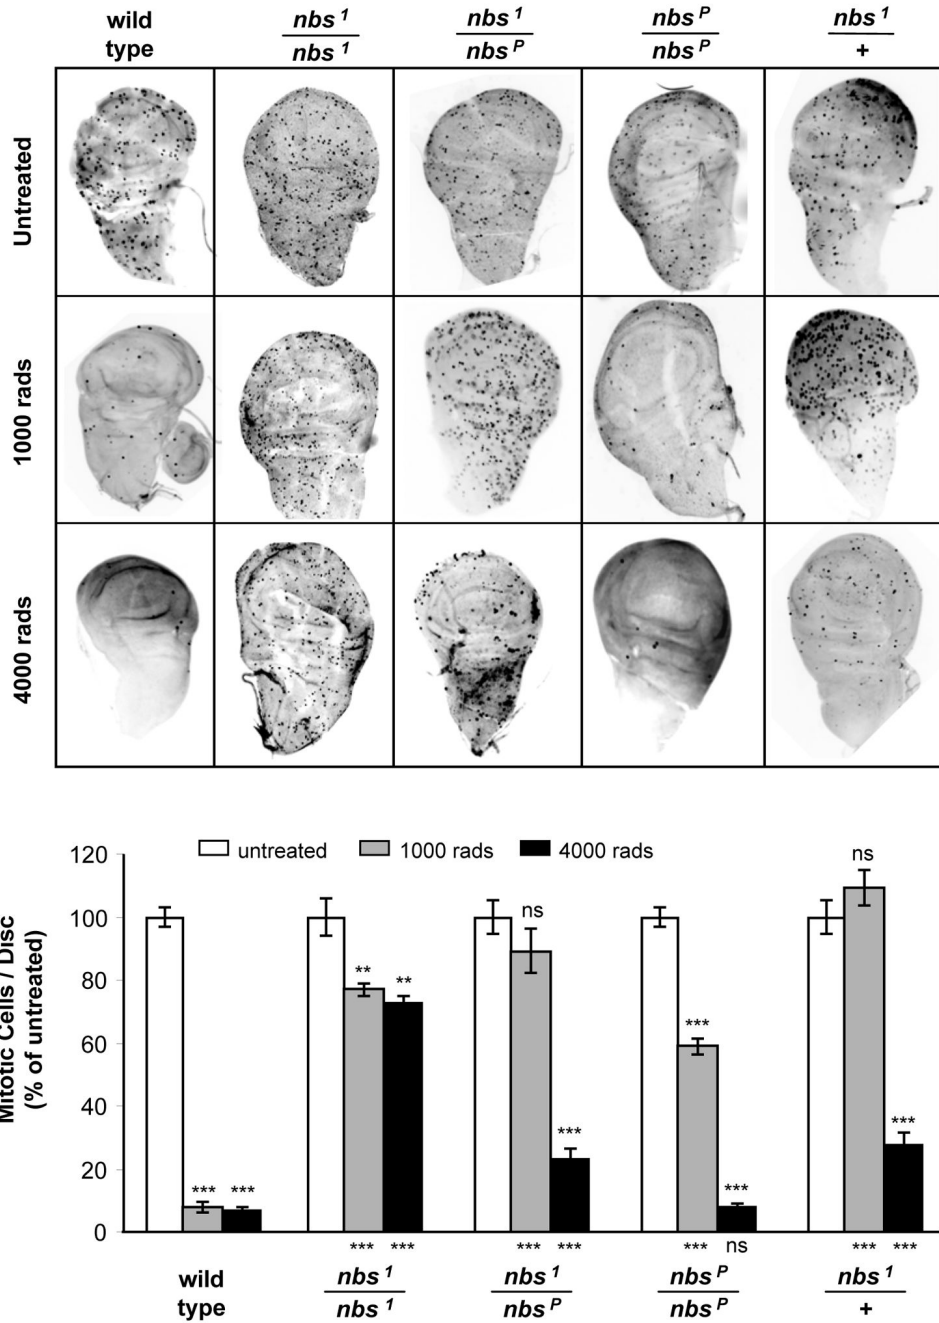 wild type nbs 1 / nbs 1 nbs 1 / nbs P nbs P / nbs P nbs 1 / +
Untreated
1000 rads
4000 rads
untreated 1000 rads 4000 rads
Mitotic Cells / Disc
(% of untreated)
120
100
80
60
40
20
0
*** ***
** **
ns ***
*** ***
ns ***
*** *** *** *** *** ns *** ***
wild type nbs 1 / nbs 1 nbs 1 / nbs P nbs P / nbs P nbs 1 / +